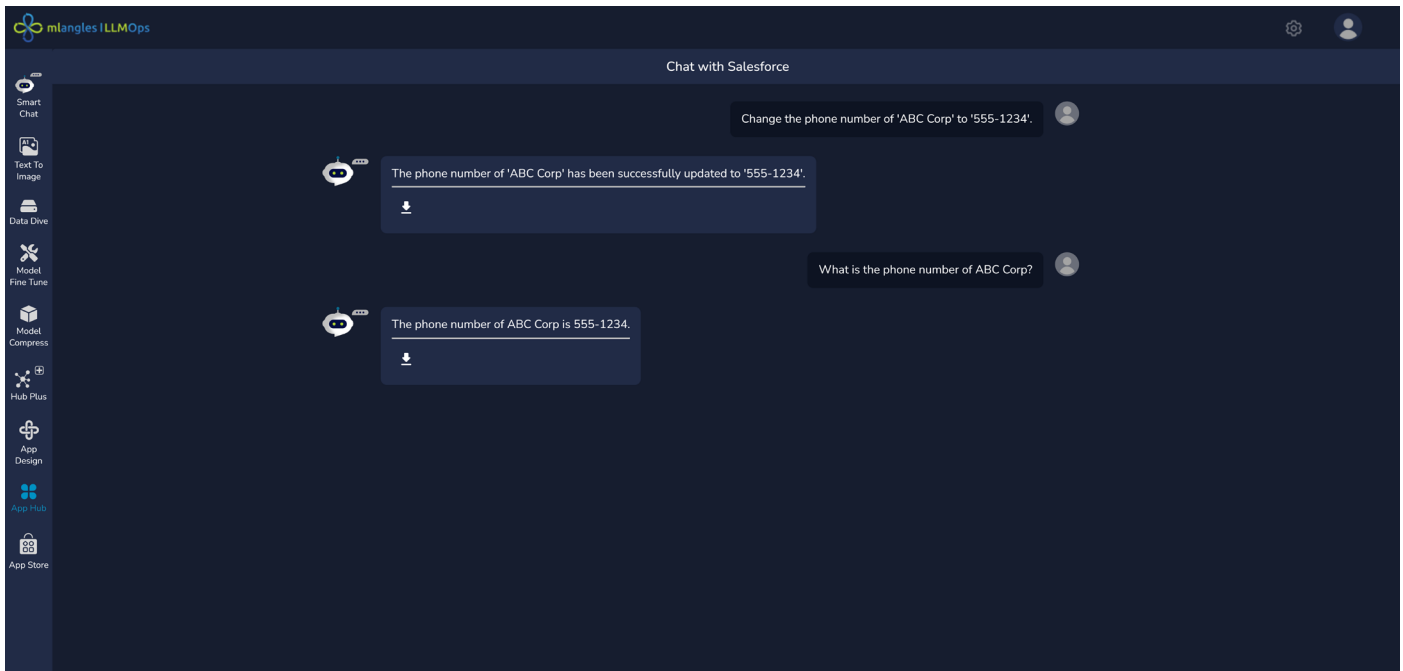 mlangles LLMOps
Chat with Salesforce
Smart
Chat
Text To
Image
Data Dive
Model
Fine Tune
Model
Compress
Hub Plus
App
Design
App Hub
App Store
Change the phone number of 'ABC Corp' to '555-1234'.
The phone number of 'ABC Corp' has been successfully updated to '555-1234'.
What is the phone number of ABC Corp?
The phone number of ABC Corp is 555-1234.